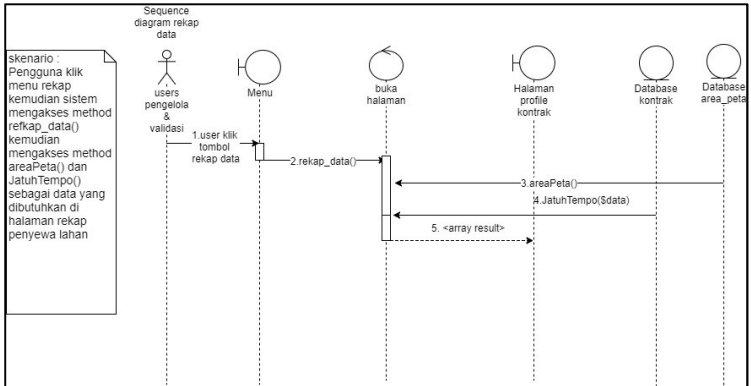 Sequence
diagram rekap
data
skenario :
Pengguna klik
menu rekap
kemudian sistem
mengakses method
refkap_data()
kemudian
mengakses method
areaPeta() dan
JatuhTempo()
sebagai data yang
dibutuhkan di
halaman rekap
penyewa lahan
users
pengelola
&
validasi
Menu
buka
halaman
Halaman
profile
kontrak
Database
kontrak
Database
area_peta
1.user klik
tombol
rekap data
2.rekap_data()
3.areaPeta()
4.JatuhTempo($data)
5. <array result>